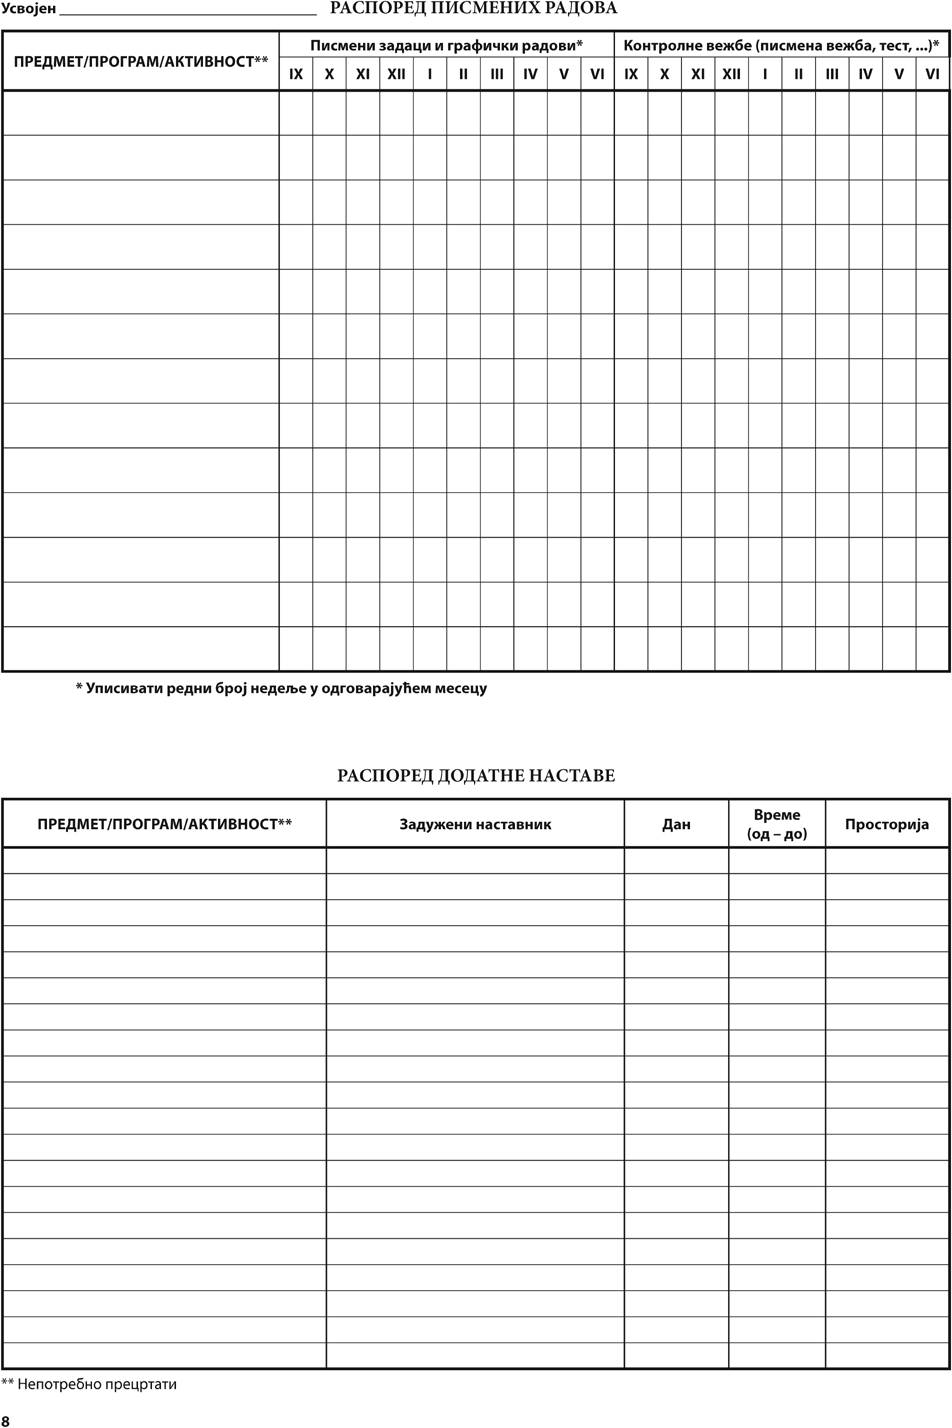 Усвојен ________________________________ РАСПОРЕД ПИСМЕНИХ РАДОВА
ПРЕДМЕТ/ПРОГРАМ/АКТИВНОСТ** Писмени задаци и графички радови* Контролне вежбе (писмена вежба, тест, ...)*
IX X XI XII I II III IV V VI IX X XI XII I II III IV V VI
* Уписивати редни број недеље у одговарајућем месецу
РАСПОРЕД ДОДАТНЕ НАСТАВЕ
ПРЕДМЕТ/ПРОГРАМ/АКТИВНОСТ** Задужени наставник Дан Време (од – до) Просторија
** Непотребно прецртати
8